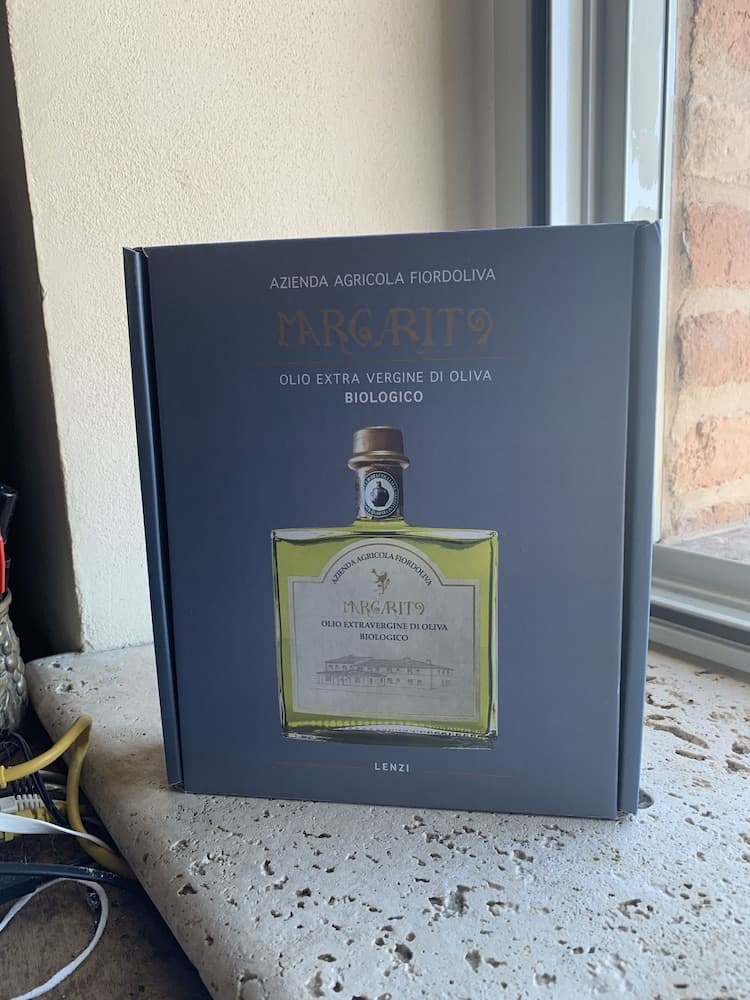 AZIENDA AGRICOLA FIORDOLIVA
MARGARITO
OLIO EXTRA VERGINE DI OLIVA
BIOLOGICO
AZIENDA AGRICOLA FIORDOLIVA
MARGARITO
OLIO EXTRAVERGINE DI OLIVA
BIOLOGICO
LENZI